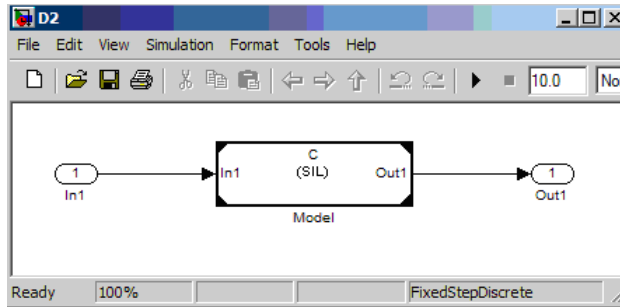 D2
File Edit View Simulation Format Tools Help
10.0 No
C
(SIL)
In1 Out1
1
In1
Model
1
Out1
Ready 100% FixedStepDiscrete